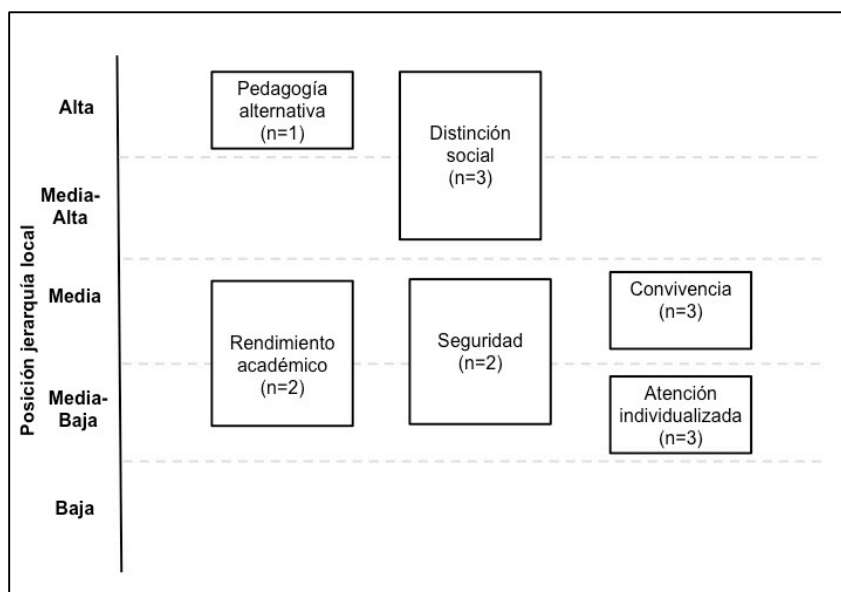 Posición jerarquía local
Alta
Pedagogía
alternativa
(n=1)
Distinción
social
(n=3)
Media-
Alta
Media
Rendimiento
académico
(n=2)
Seguridad
(n=2)
Convivencia
(n=3)
Media-
Baja
Atención
individualizada
(n=3)
Baja